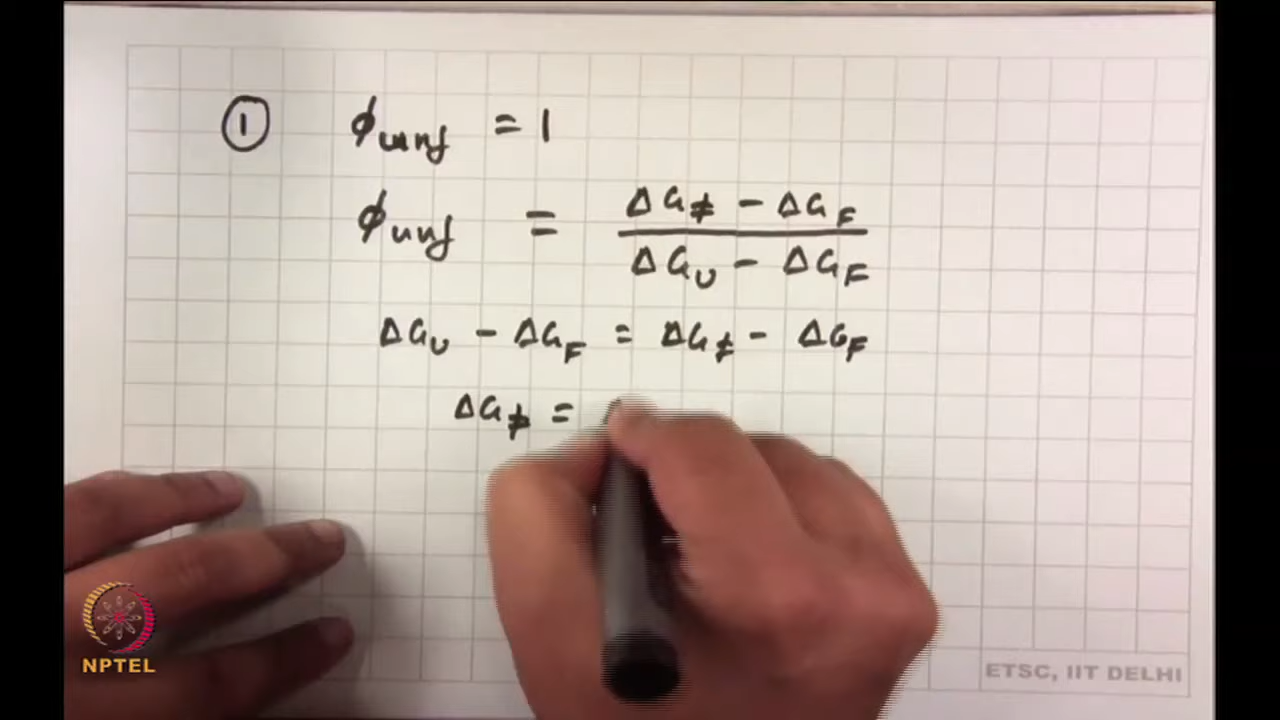 ① ϕunf = 1
ϕunf = (ΔG≠ - ΔGF) / (ΔGU - ΔGF)
ΔGU - ΔGF = ΔG≠ - ΔGF
ΔG≠ =
NPTEL
ETSC, IIT DELHI